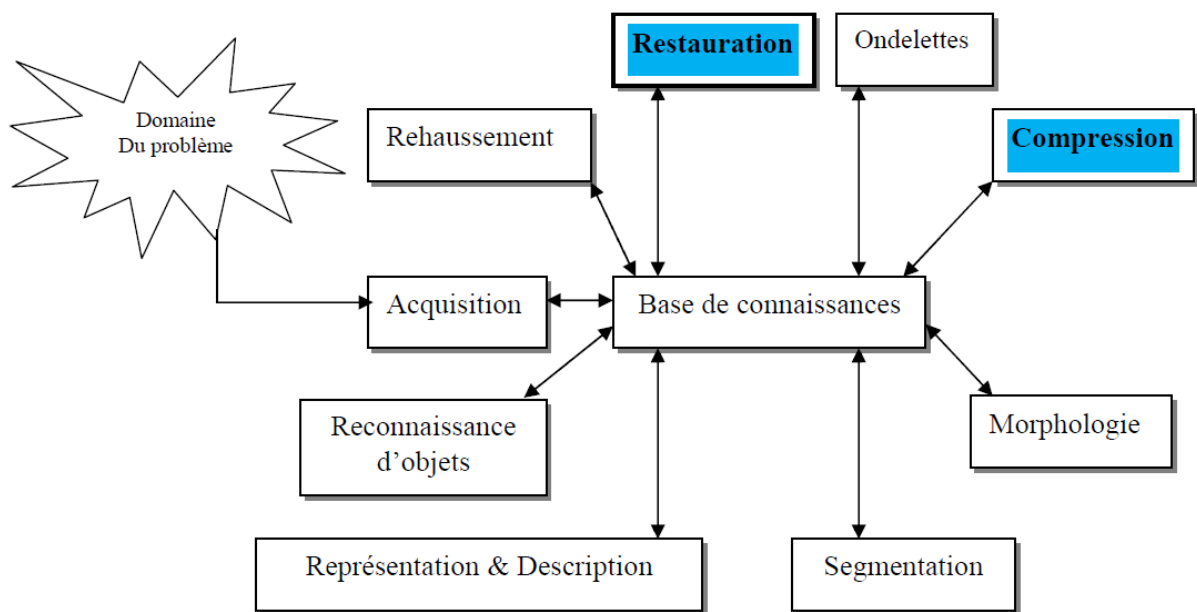 Restauration
Ondelettes
Domaine
Du problème
Rehaussement
Compression
Acquisition
Base de connaissances
Reconnaissance
d’objets
Morphologie
Représentation & Description
Segmentation